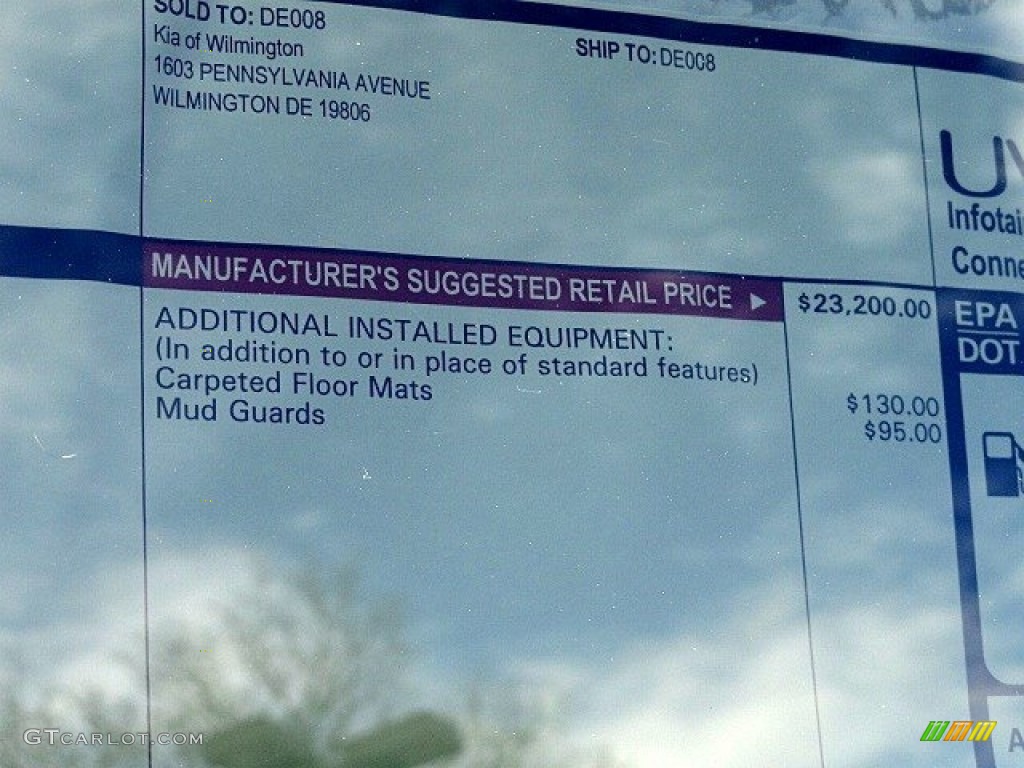 SOLD TO: DE008
Kia of Wilmington
1603 PENNSYLVANIA AVENUE
WILMINGTON DE 19806
SHIP TO: DE008
Infotai
Conne
MANUFACTURER'S SUGGESTED RETAIL PRICE ► $23,200.00
ADDITIONAL INSTALLED EQUIPMENT:
(In addition to or in place of standard features)
Carpeted Floor Mats $130.00
Mud Guards $95.00
EPA
DOT
GTCARLOT.COM